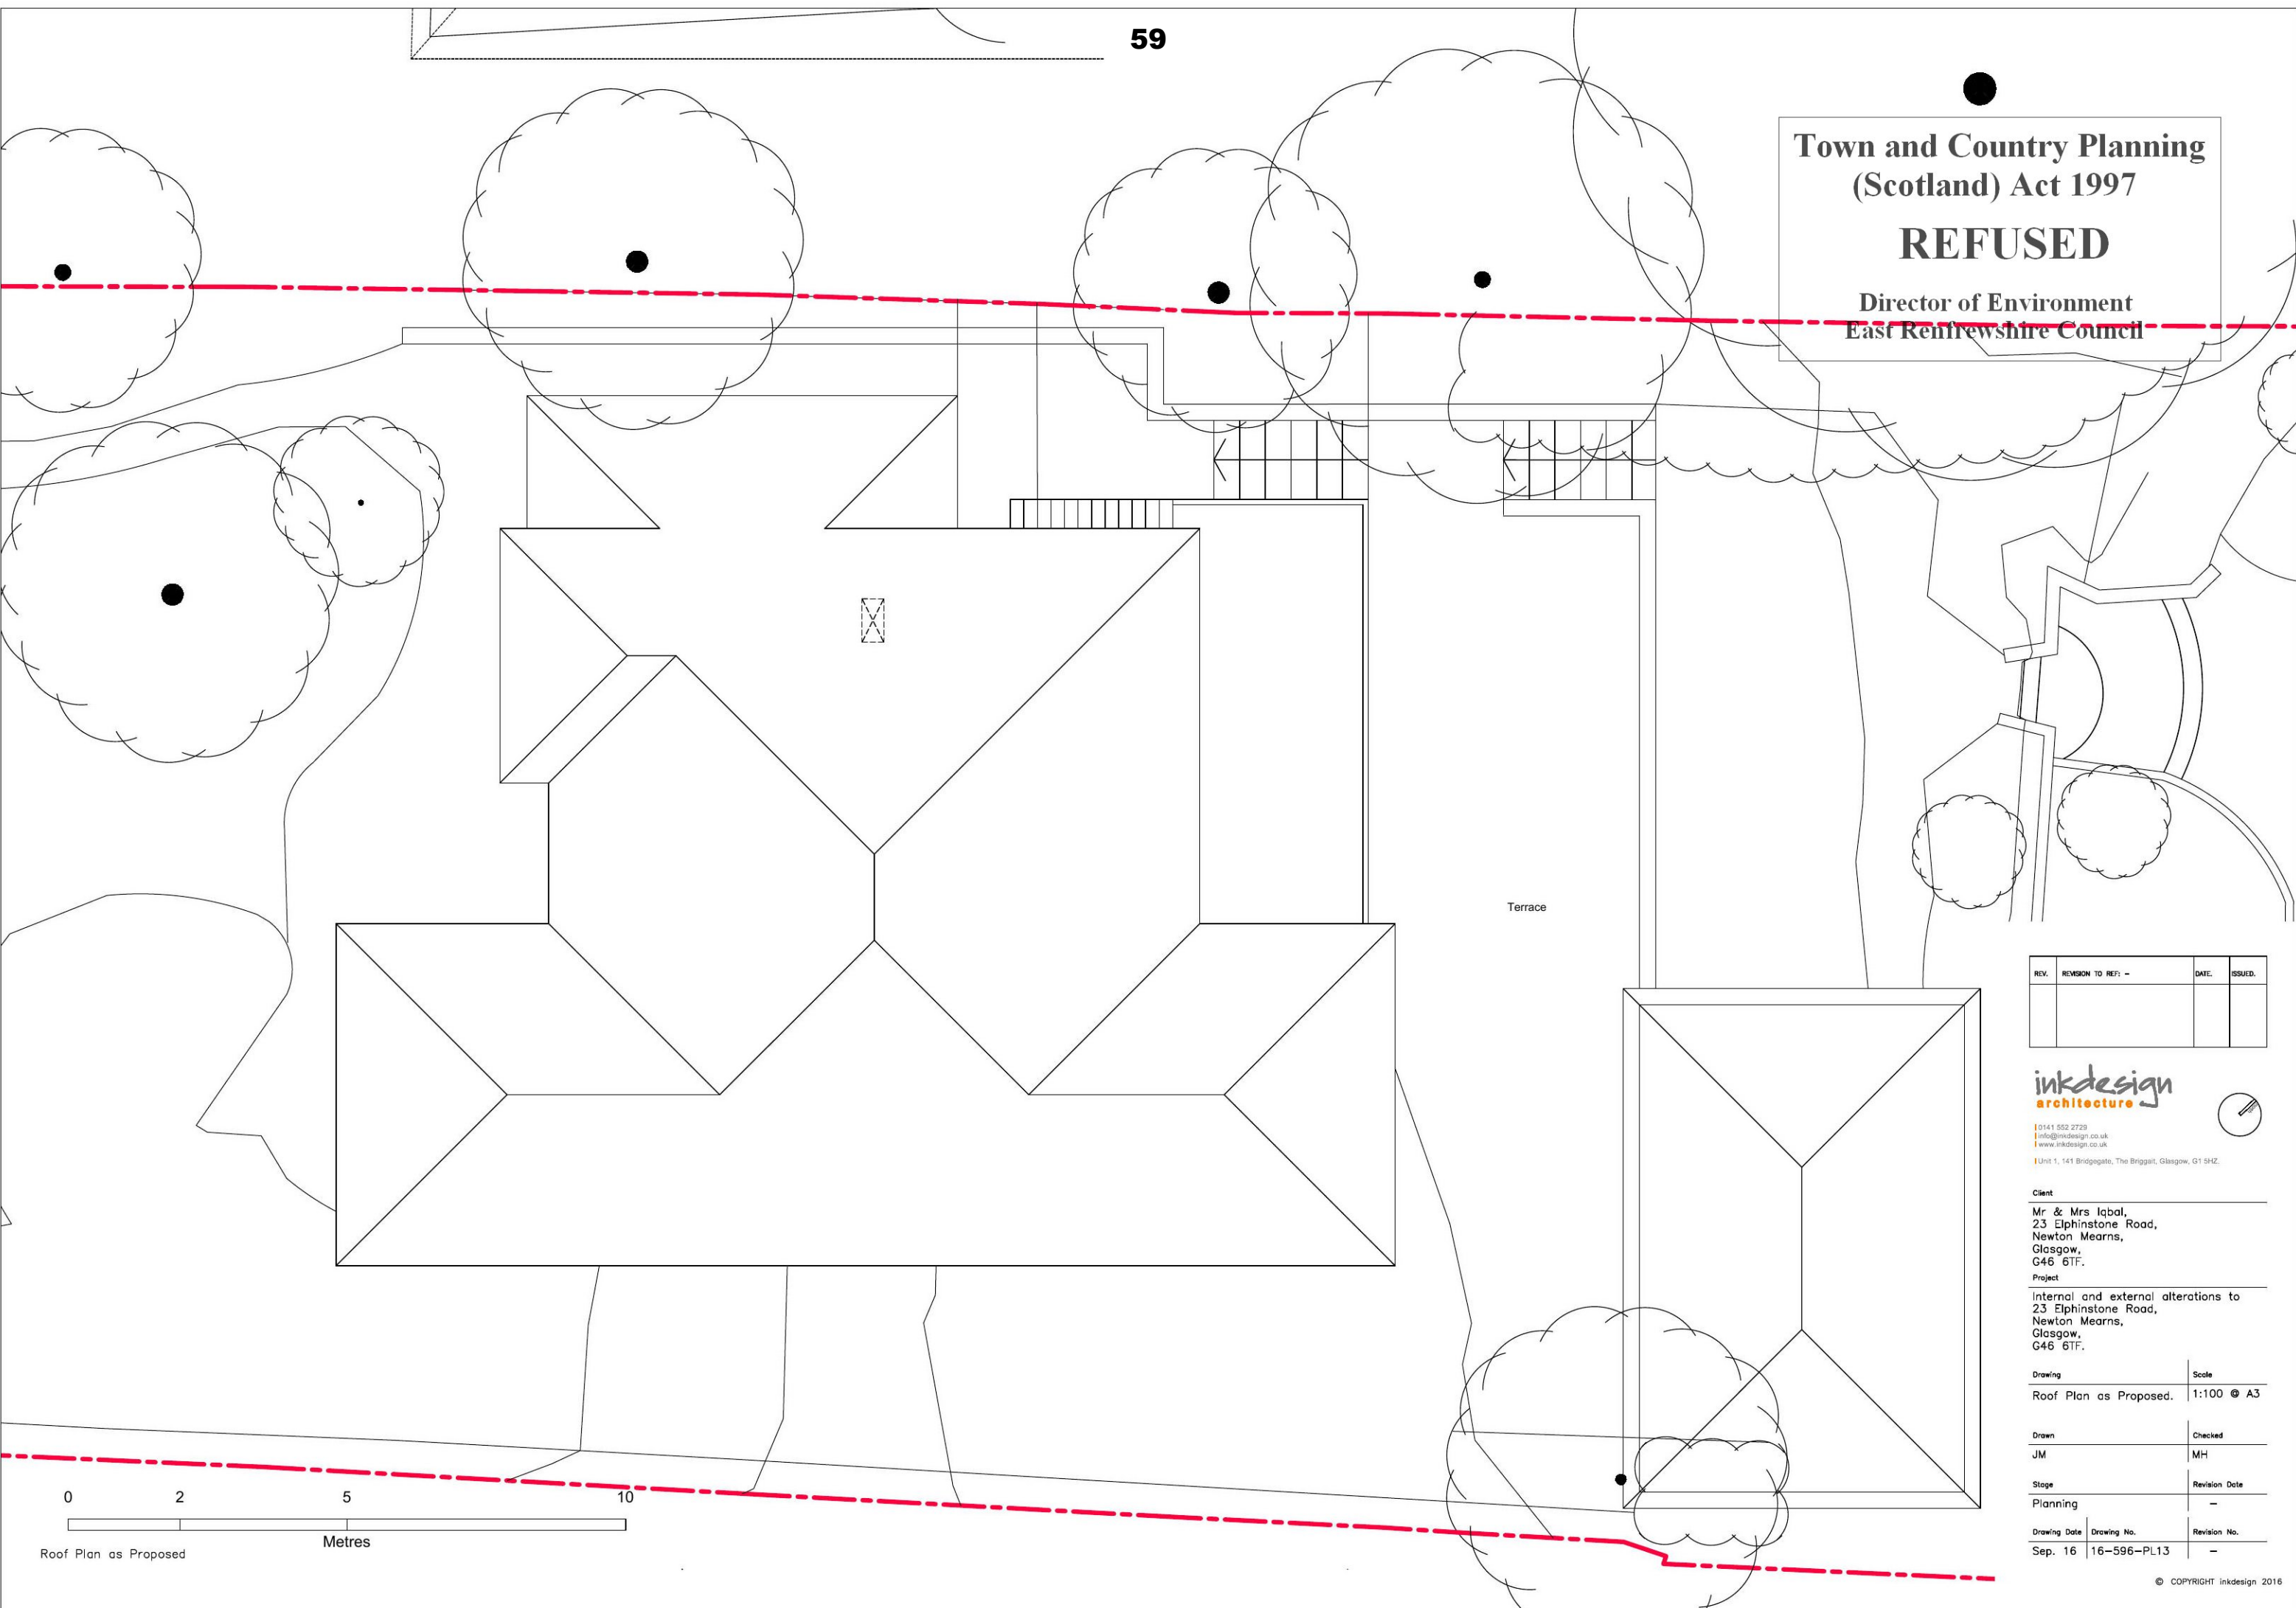 59
Town and Country Planning
(Scotland) Act 1997
REFUSED
Director of Environment
East Renfrewshire Council
Terrace
REV. REVISION TO REF: - DATE. ISSUED.
inkdesign
architecture
0141 552 2729
info@inkdesign.co.uk
www.inkdesign.co.uk
Unit 1, 141 Bridgegate, The Briggait, Glasgow, G1 5HZ.
Client
Mr & Mrs Iqbal,
23 Elphinstone Road,
Newton Mearns,
Glasgow,
G46 6TF.
Project
Internal and external alterations to
23 Elphinstone Road,
Newton Mearns,
Glasgow,
G46 6TF.
Drawing Scale
Roof Plan as Proposed. 1:100 @ A3
Drawn Checked
JM MH
Stage Revision Date
Planning -
Drawing Date Drawing No. Revision No.
Sep. 16 16-596-PL13 -
© COPYRIGHT inkdesign 2016
0 2 5 10
Metres
Roof Plan as Proposed